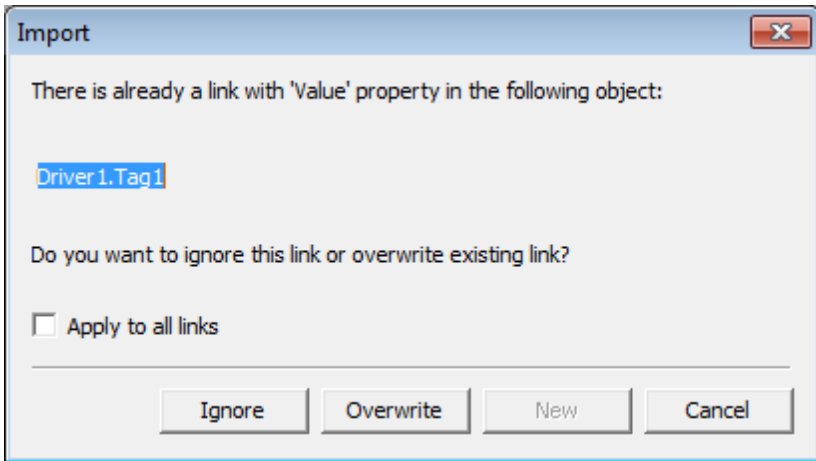 Import
There is already a link with 'Value' property in the following object:
Driver1.Tag1
Do you want to ignore this link or overwrite existing link?
Apply to all links
Ignore Overwrite New Cancel